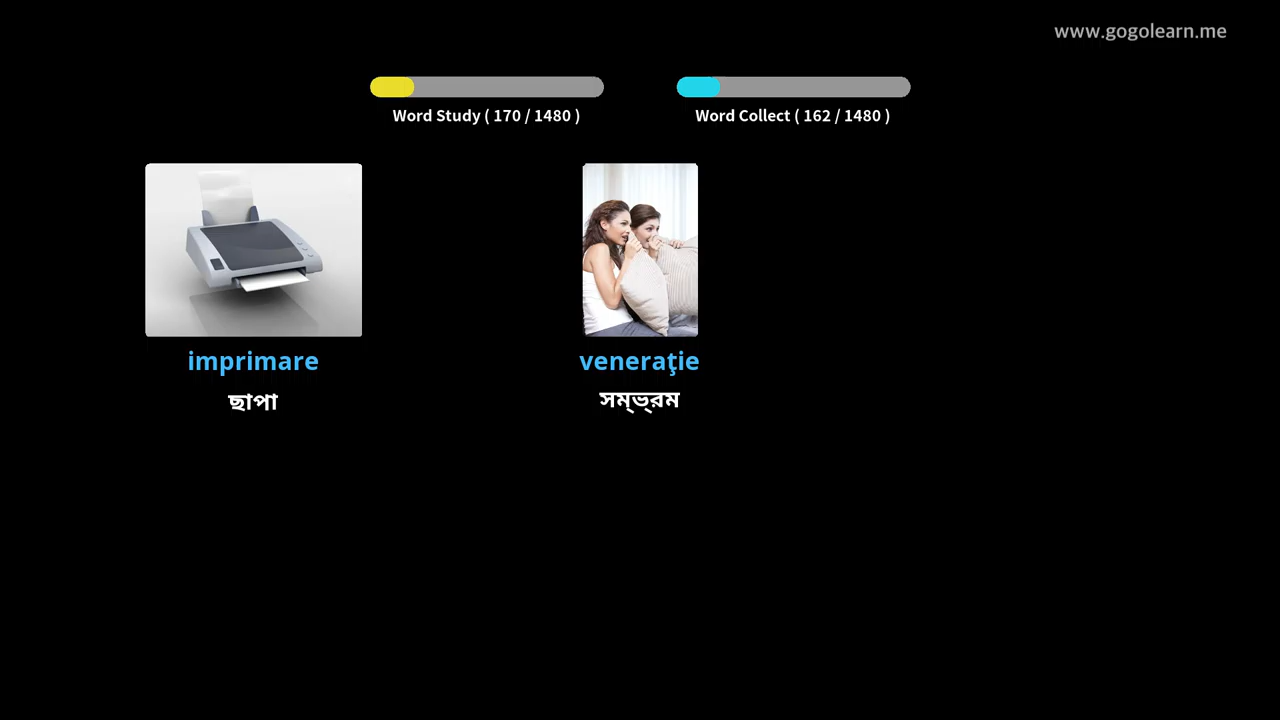 www.gogolearn.me
Word Study ( 170 / 1480 )
Word Collect ( 162 / 1480 )
imprimare
ছাপা
veneraţie
সম্ভ্রম